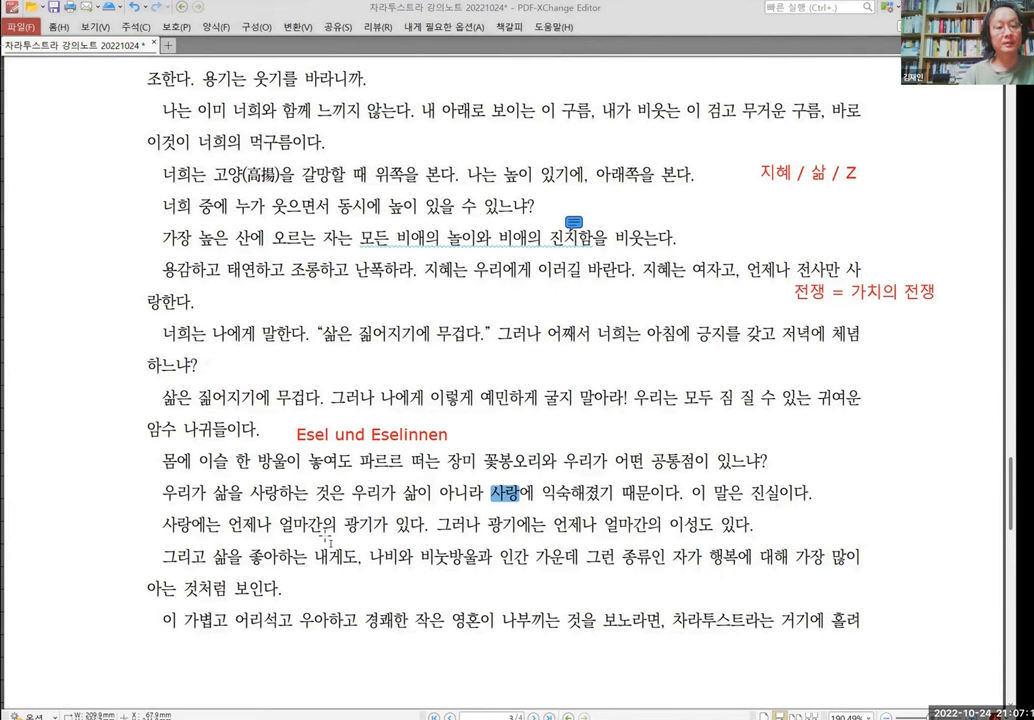 차라투스트라 강의노트 20221024* - PDF-XChange Editor
빠른 실행 (Ctrl+.)
파일(F) 홈(H) 보기(V) 주석(C) 보호(P) 양식(F) 구성(O) 변환(V) 공유(S) 리뷰(R) 내게 필요한 옵션(A) 책갈피 도움말(H)
차라투스트라 강의노트 20221024 *
김재인
조한다. 용기는 웃기를 바라니까.
나는 이미 너희와 함께 느끼지 않는다. 내 아래로 보이는 이 구름, 내가 비웃는 이 검고 무거운 구름, 바로
이것이 너희의 먹구름이다.
너희는 고양(高揚)을 갈망할 때 위쪽을 본다. 나는 높이 있기에, 아래쪽을 본다.
지혜 / 삶 / Z
너희 중에 누가 웃으면서 동시에 높이 있을 수 있느냐?
가장 높은 산에 오르는 자는 모든 비애의 놀이와 비애의 진지함을 비웃는다.
용감하고 태연하고 조롱하고 난폭하라. 지혜는 우리에게 이러길 바란다. 지혜는 여자고, 언제나 전사만 사
전쟁 = 가치의 전쟁
랑한다.
너희는 나에게 말한다. “삶은 짊어지기에 무겁다.” 그러나 어째서 너희는 아침에 긍지를 갖고 저녁에 체념
하느냐?
삶은 짊어지기에 무겁다. 그러나 나에게 이렇게 예민하게 굴지 말아라! 우리는 모두 짐 질 수 있는 귀여운
암수 나귀들이다.
Esel und Eselinnen
몸에 이슬 한 방울이 놓여도 파르르 떠는 장미 꽃봉오리와 우리가 어떤 공통점이 있느냐?
우리가 삶을 사랑하는 것은 우리가 삶이 아니라 사랑에 익숙해졌기 때문이다. 이 말은 진실이다.
사랑에는 언제나 얼마간의 광기가 있다. 그러나 광기에는 언제나 얼마간의 이성도 있다.
그리고 삶을 좋아하는 내게도, 나비와 비눗방울과 인간 가운데 그런 종류인 자가 행복에 대해 가장 많이
아는 것처럼 보인다.
이 가볍고 어리석고 우아하고 경쾌한 작은 영혼이 나부끼는 것을 보노라면, 차라투스트라는 거기에 홀려
옵션
W: 209.9mm
X: 67.9mm
3/4
190.49%
2022-10-24 21:07:1